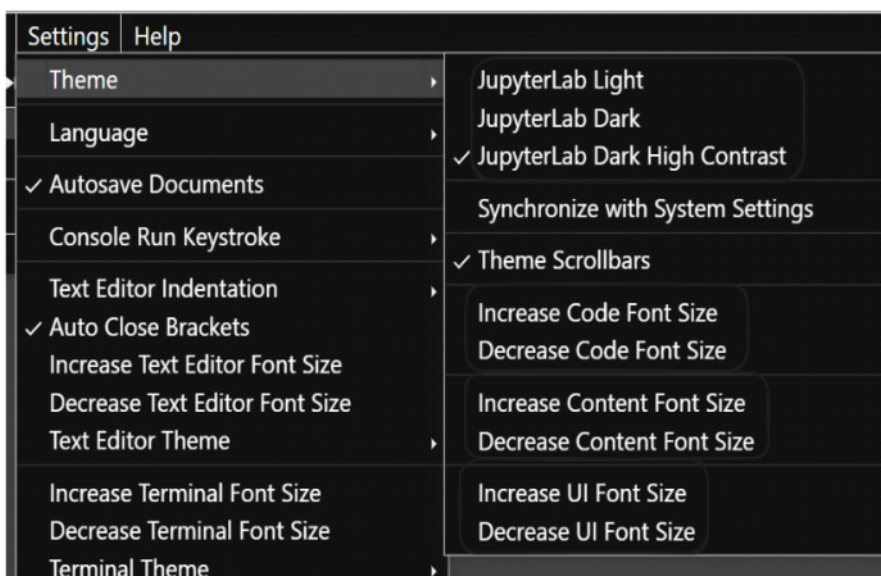 Settings Help
Theme
Language
✓ Autosave Documents
Console Run Keystroke
Text Editor Indentation
✓ Auto Close Brackets
Increase Text Editor Font Size
Decrease Text Editor Font Size
Text Editor Theme
Increase Terminal Font Size
Decrease Terminal Font Size
Terminal Theme
JupyterLab Light
JupyterLab Dark
✓ JupyterLab Dark High Contrast
Synchronize with System Settings
✓ Theme Scrollbars
Increase Code Font Size
Decrease Code Font Size
Increase Content Font Size
Decrease Content Font Size
Increase UI Font Size
Decrease UI Font Size